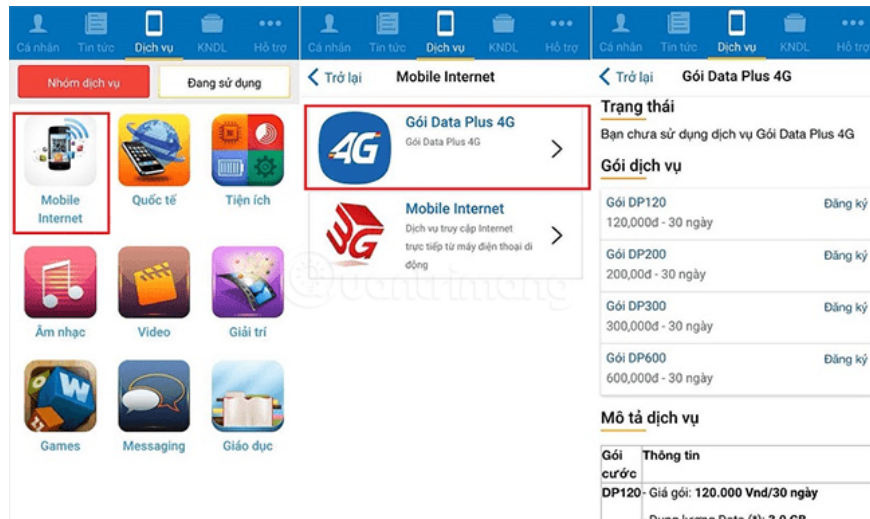 Cá nhân Tin tức Dịch vụ KNDL Hỗ trợ
Nhóm dịch vụ Đang sử dụng
Mobile Internet
Quốc tế
Tiện ích
Âm nhạc
Video
Giải trí
Games
Messaging
Giáo dục
Cá nhân Tin tức Dịch vụ KNDL Hỗ trợ
Trở lại Mobile Internet
4G
Gói Data Plus 4G
Gói Data Plus 4G
3G
Mobile Internet
Dịch vụ truy cập Internet
trực tiếp từ máy điện thoại di
động
Quantrimang
Cá nhân Tin tức Dịch vụ KNDL Hỗ trợ
Trở lại Gói Data Plus 4G
Trạng thái
Bạn chưa sử dụng dịch vụ Gói Data Plus 4G
Gói dịch vụ
Gói DP120 Đăng ký
120,000đ - 30 ngày
Gói DP200 Đăng ký
200,00đ - 30 ngày
Gói DP300 Đăng ký
300,000đ - 30 ngày
Gói DP600 Đăng ký
600,000đ - 30 ngày
Mô tả dịch vụ
Gói cước Thông tin
DP120 - Giá gói: 120.000 Vnd/30 ngày